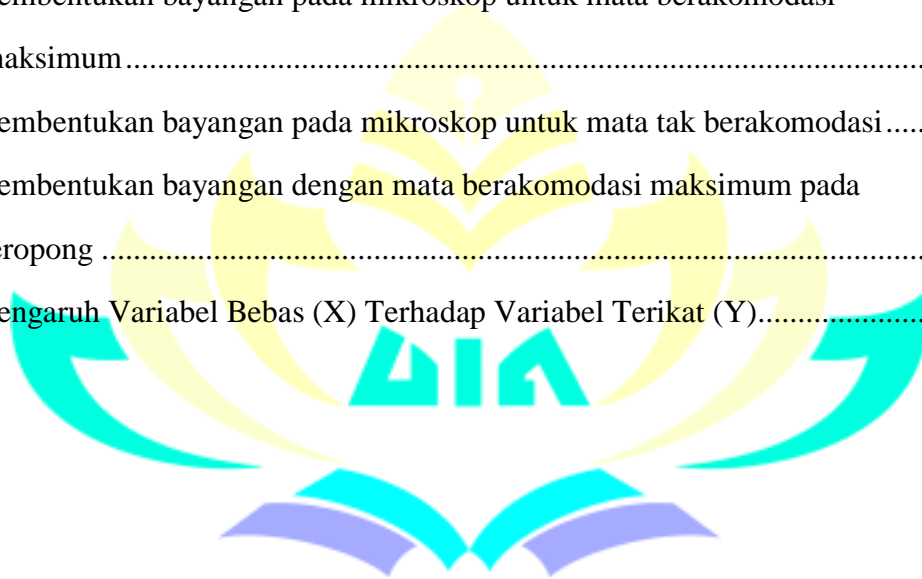 embentukan bayangan pada mikroskop untuk mata berakomodasi
aksimum....................................................................................................
embentukan bayangan pada mikroskop untuk mata tak berakomodasi.....
embentukan bayangan dengan mata berakomodasi maksimum pada
eropong .......................................................................................................
engaruh Variabel Bebas (X) Terhadap Variabel Terikat (Y)....................
UIN